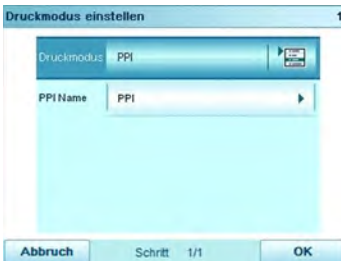 Druckmodus einstellen 1
Druckmodus PPI
PPI Name PPI
Abbruch Schritt 1/1 OK